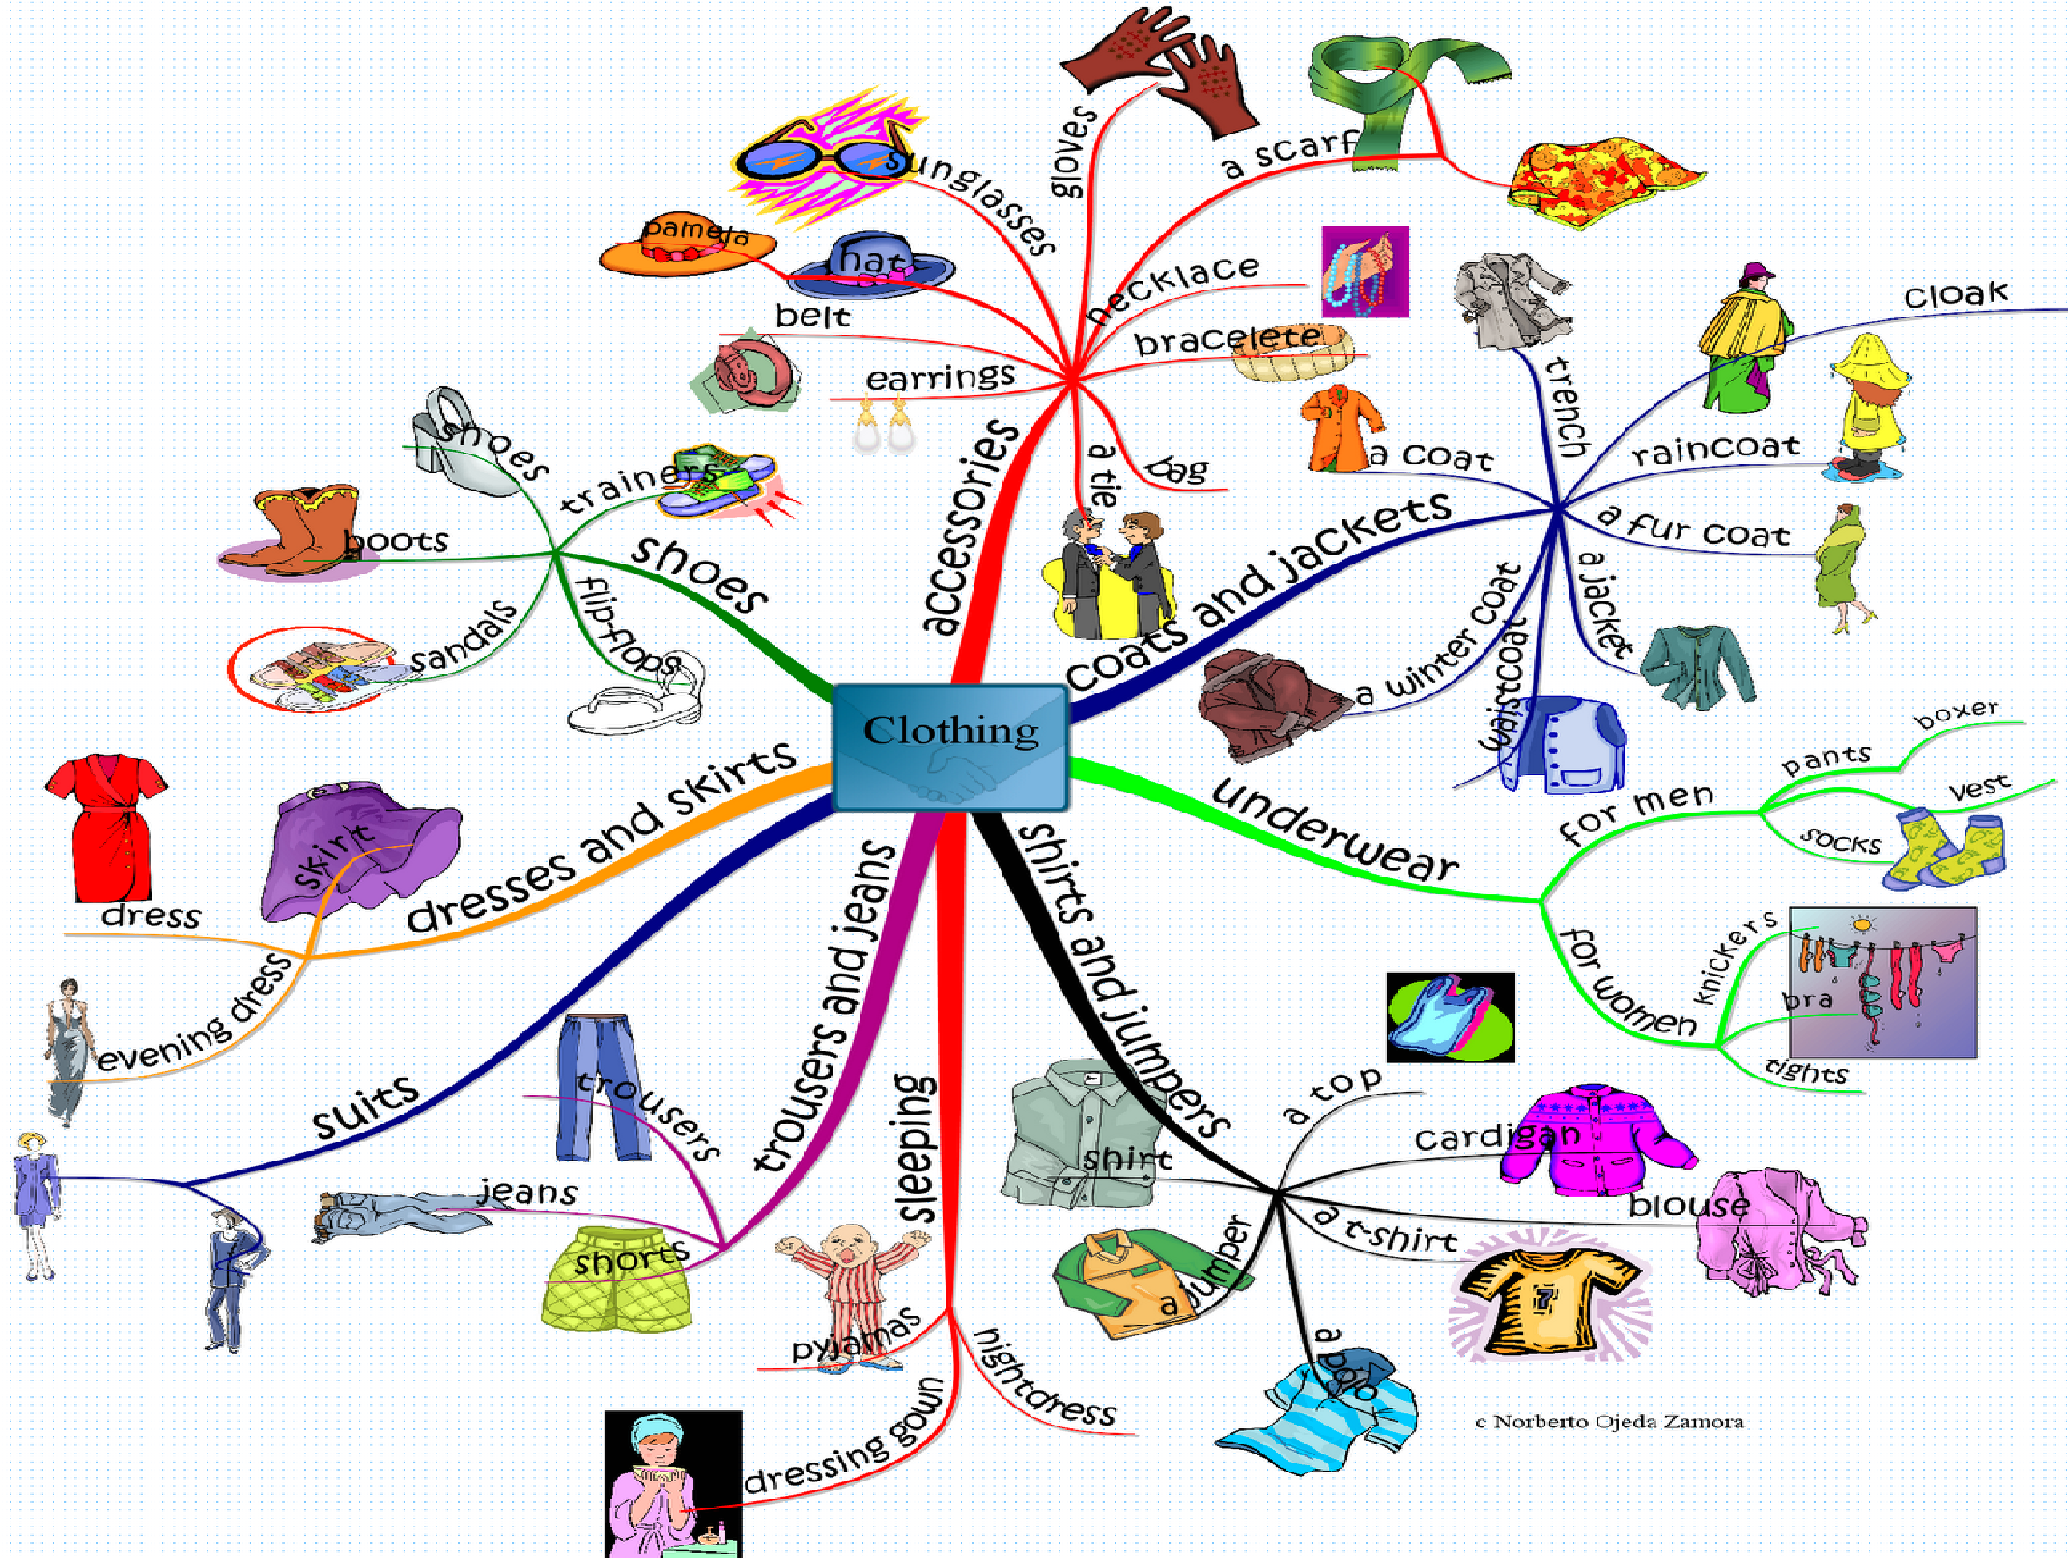 Clothing
accessories
gloves
a scarf
sunglasses
pamela
hat
necklace
belt
bracelete
earrings
a tie
bag
coats and jackets
trench
cloak
a coat
raincoat
a fur coat
a jacket
a winter coat
waistcoat
underwear
for men
pants
boxer
vest
socks
for women
knickers
bra
tights
shirts and jumpers
a top
cardigan
shirt
blouse
a t-shirt
a jumper
a polo
7
sleeping
pyjamas
nightdress
dressing gown
trousers and jeans
trousers
jeans
shorts
suits
dresses and skirts
skirt
dress
evening dress
shoes
shoes
trainers
boots
sandals
flip-flops
c Norberto Ojeda Zamora